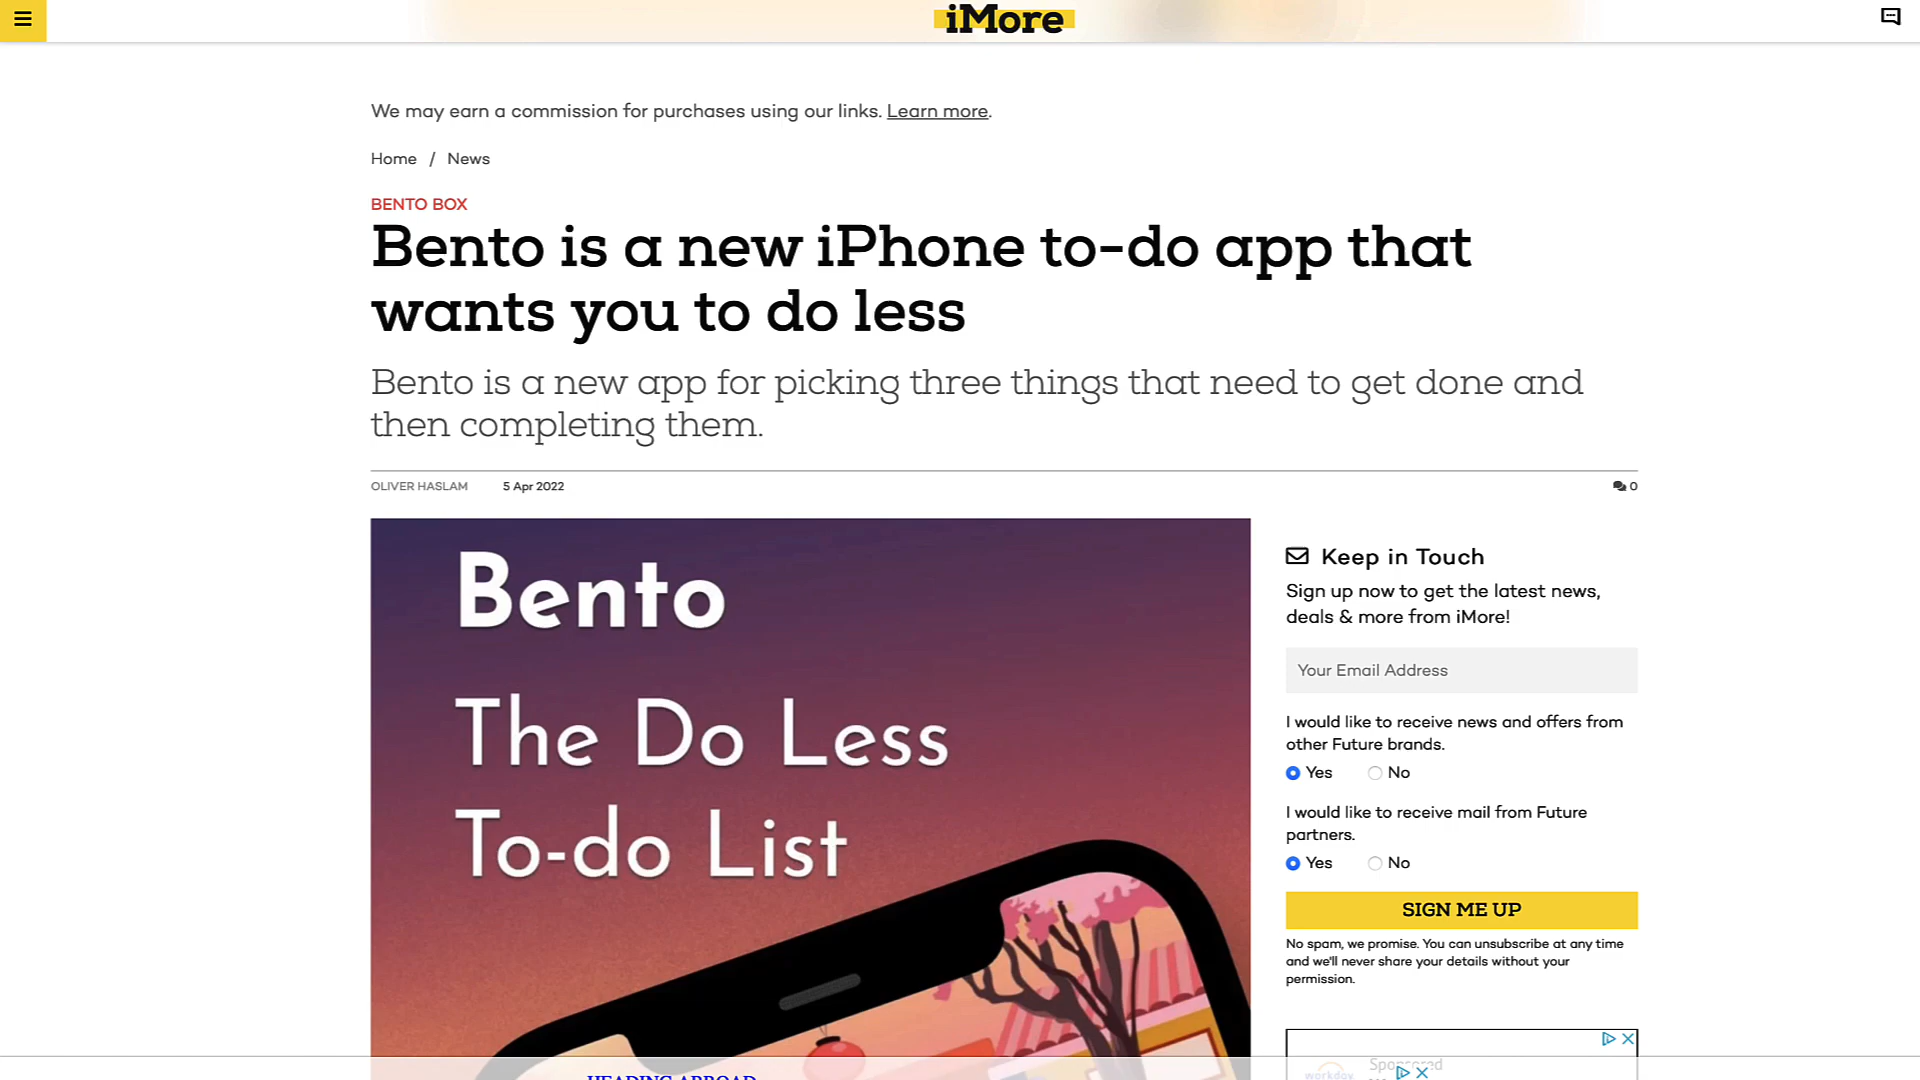 iMore
We may earn a commission for purchases using our links. Learn more.
Home / News
BENTO BOX
Bento is a new iPhone to-do app that
wants you to do less
Bento is a new app for picking three things that need to get done and
then completing them.
OLIVER HASLAM 5 Apr 2022 0
Bento
The Do Less
To-do List
Keep in Touch
Sign up now to get the latest news,
deals & more from iMore!
Your Email Address
I would like to receive news and offers from
other Future brands.
Yes No
I would like to receive mail from Future
partners.
Yes No
SIGN ME UP
No spam, we promise. You can unsubscribe at any time
and we'll never share your details without your
permission.
Sponsored
workday
HEADING ABROAD